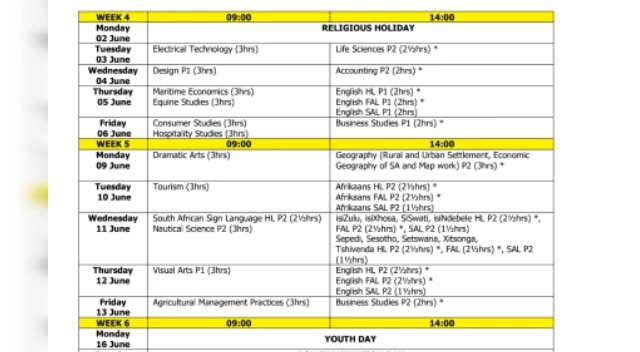 WEEK 4 09:00 14:00
Monday RELIGIOUS HOLIDAY
02 June
Tuesday Electrical Technology (3hrs) Life Sciences P2 (2½hrs) *
03 June
Wednesday Design P1 (3hrs) Accounting P2 (2hrs) *
04 June
Thursday Maritime Economics (3hrs) English HL P1 (2hrs) *
05 June Equine Studies (3hrs) English FAL P1 (2hrs) *
English SAL P1 (2hrs)
Friday Consumer Studies (3hrs) Business Studies P1 (2hrs) *
06 June Hospitality Studies (3hrs)
WEEK 5 09:00 14:00
Monday Dramatic Arts (3hrs) Geography (Rural and Urban Settlement, Economic
09 June Geography of SA and Map work) P2 (3hrs) *
Tuesday Tourism (3hrs) Afrikaans HL P2 (2½hrs) *
10 June Afrikaans FAL P2 (2½hrs) *
Afrikaans SAL P2 (1½hrs)
Wednesday South African Sign Language HL P2 (2½hrs) isiZulu, isiXhosa, SiSwati, isiNdebele HL P2 (2½hrs) *,
11 June Nautical Science P2 (3hrs) FAL P2 (2½hrs) *, SAL P2 (1½hrs)
Sepedi, Sesotho, Setswana, Xitsonga,
Tshivenda HL P2 (2½hrs) *, FAL (2½hrs) *, SAL P2
(1½hrs)
Thursday Visual Arts P1 (3hrs) English HL P2 (2½hrs) *
12 June English FAL P2 (2½hrs) *
English SAL P2 (1½hrs)
Friday Agricultural Management Practices (3hrs) Business Studies P2 (2hrs) *
13 June
WEEK 6 09:00 14:00
Monday YOUTH DAY
16 June